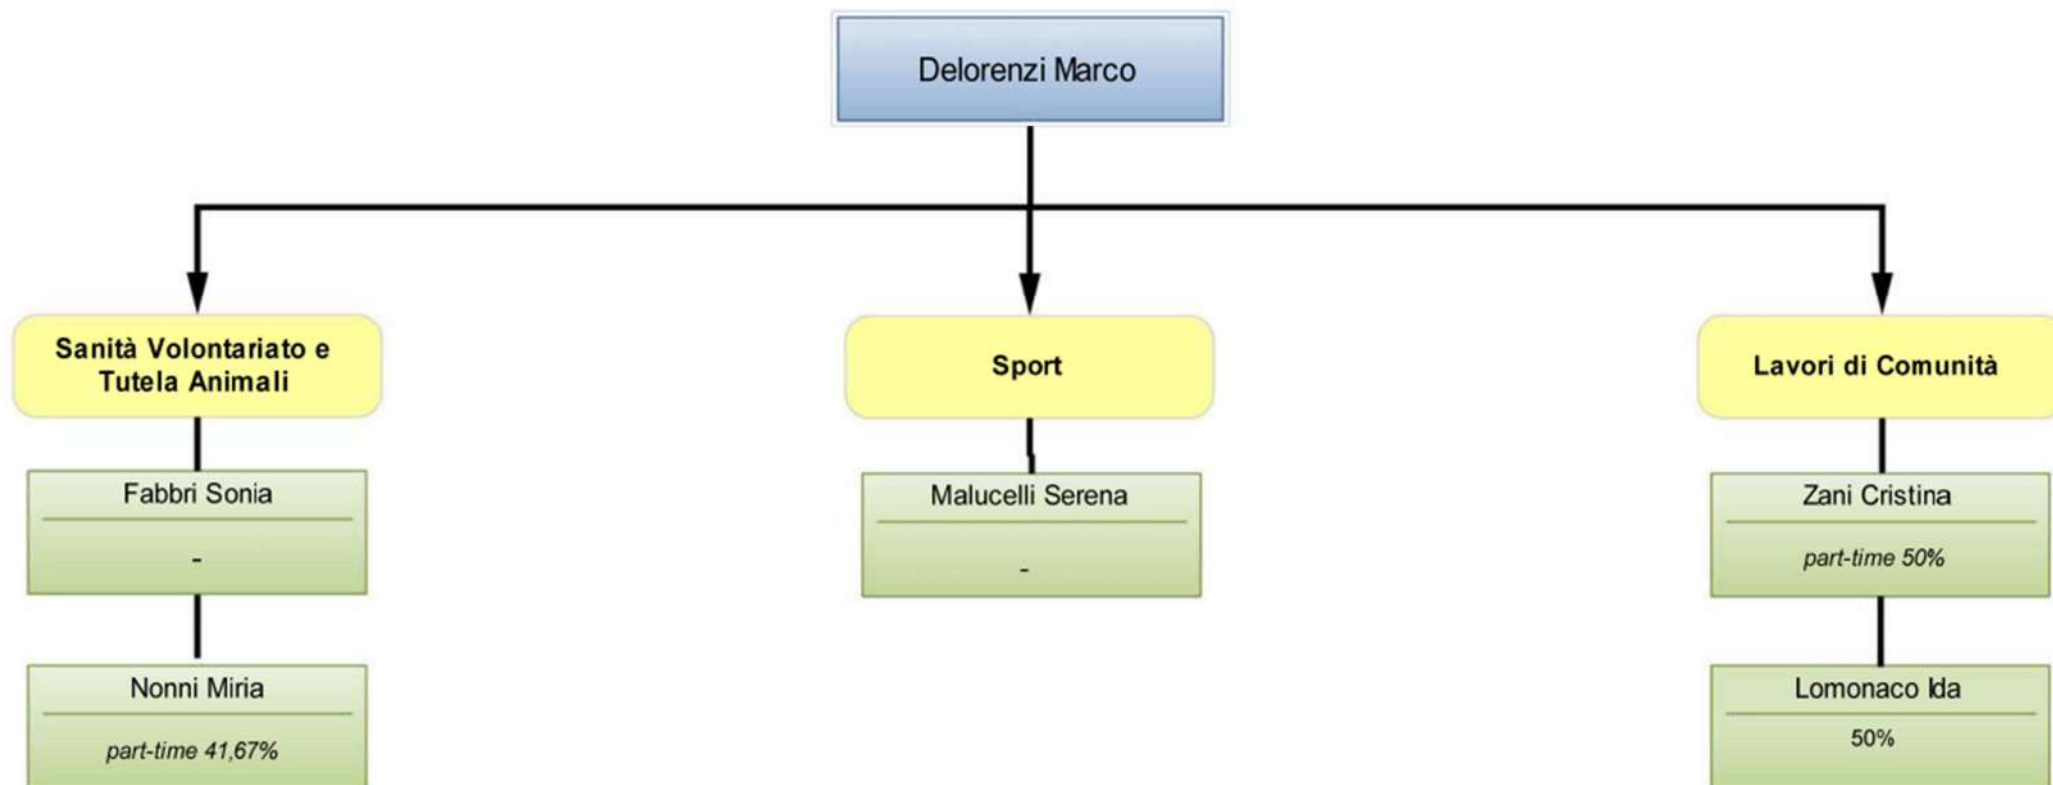 Delorenzi Marco
Sanità Volontariato e
Tutela Animali
Sport
Lavori di Comunità
Fabbri Sonia
-
Malucelli Serena
-
Zani Cristina
part-time 50%
Nonni Miria
part-time 41,67%
Lomonaco Ida
50%